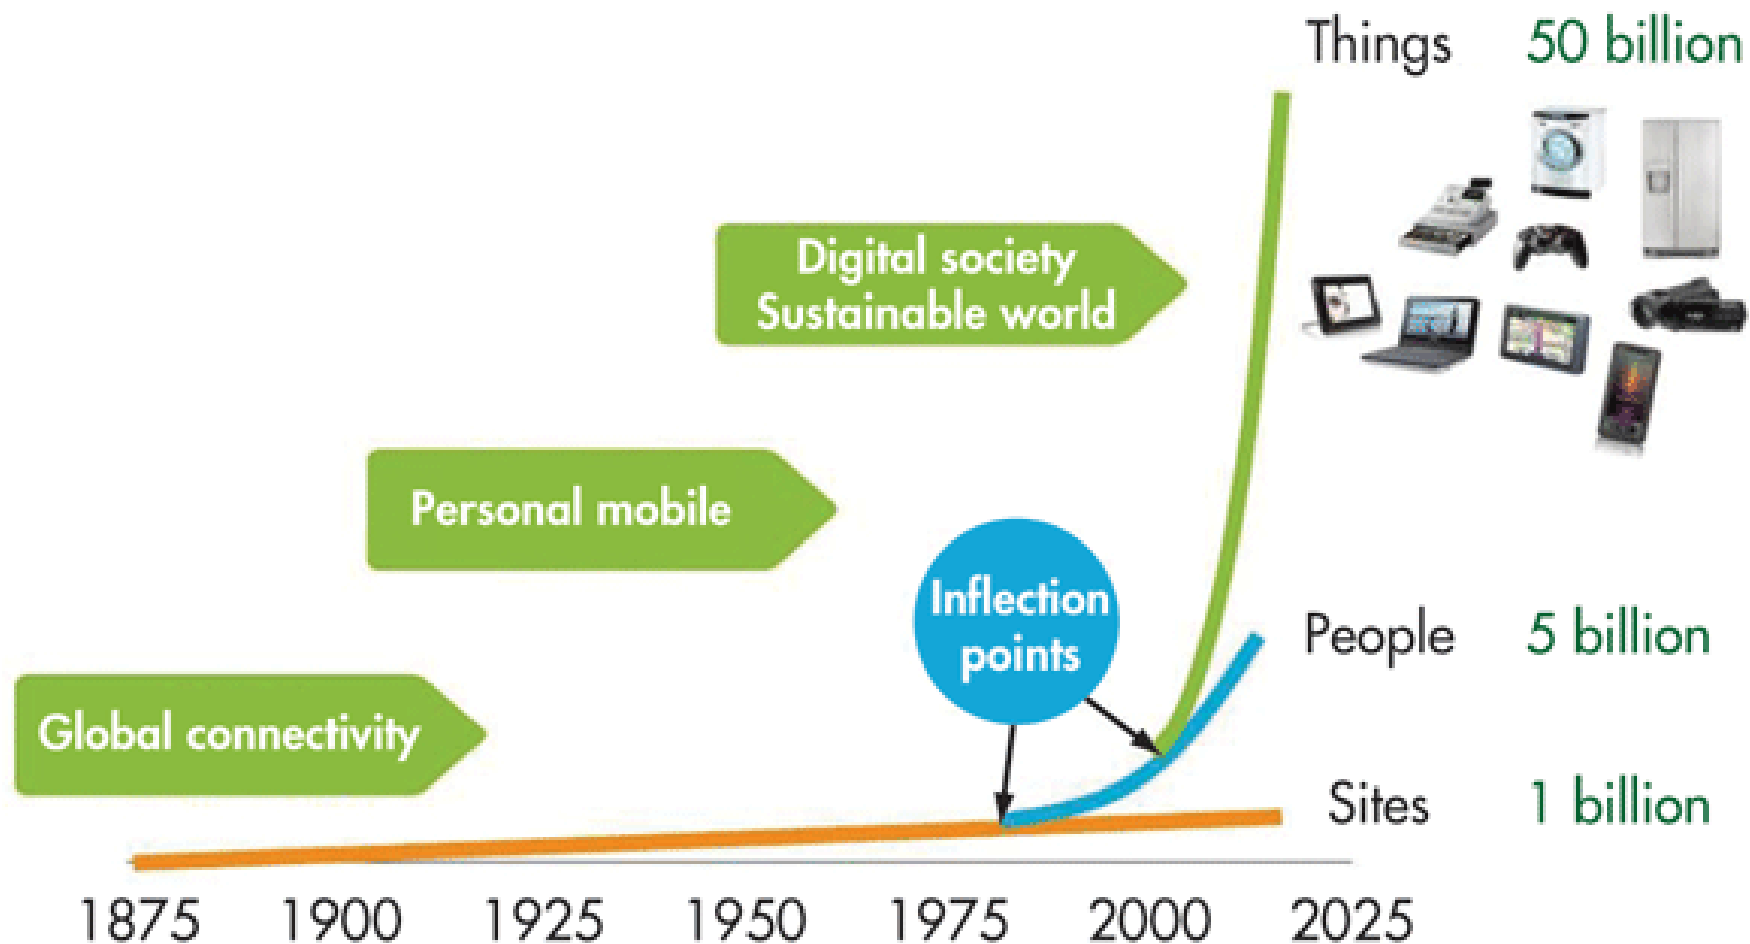 Things 50 billion
Digital society
Sustainable world
Personal mobile
Inflection
points
People 5 billion
Global connectivity
Sites 1 billion
1875 1900 1925 1950 1975 2000 2025